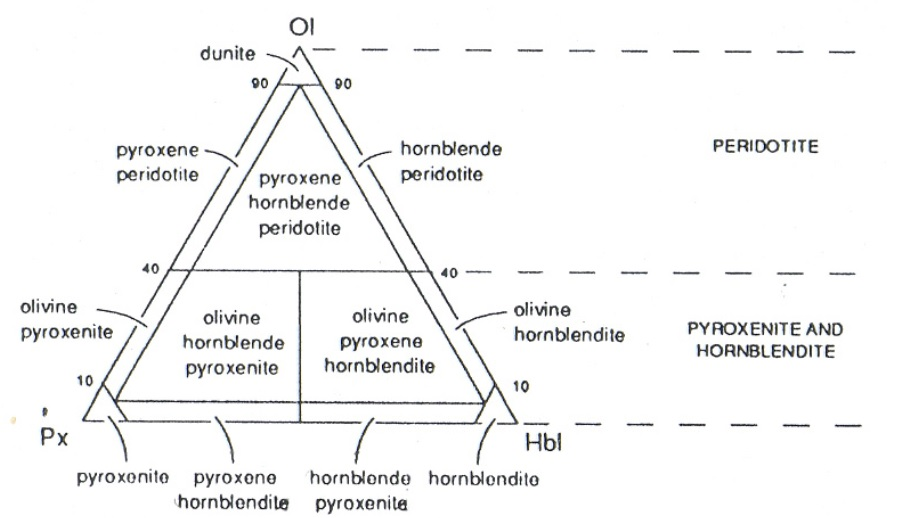 Ol
dunite
90
90
pyroxene
peridotite
hornblende
peridotite
PERIDOTITE
pyroxene
hornblende
peridotite
40
40
olivine
pyroxenite
olivine
hornblende
pyroxenite
olivine
pyroxene
hornblendite
olivine
hornblendite
PYROXENITE AND
HORNBLENDITE
10
10
Px
Hbl
pyroxenite
pyroxene
hornblendite
hornblende
pyroxenite
hornblendite